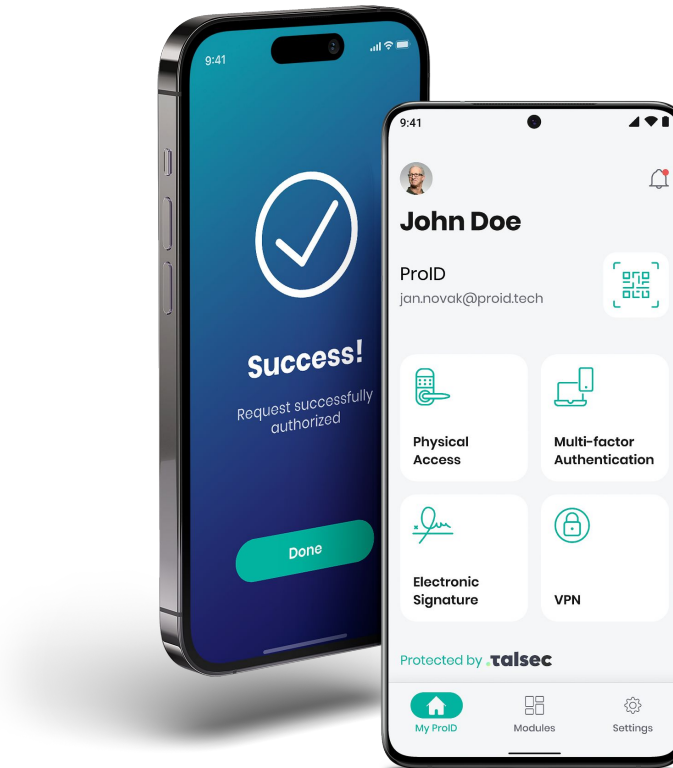 9:41
Success!
Request successfully
authorized
Done
9:41
John Doe
ProID
jan.novak@proid.tech
Physical
Access
Multi-factor
Authentication
Electronic
Signature
VPN
Protected by talsec
My ProID
Modules
Settings